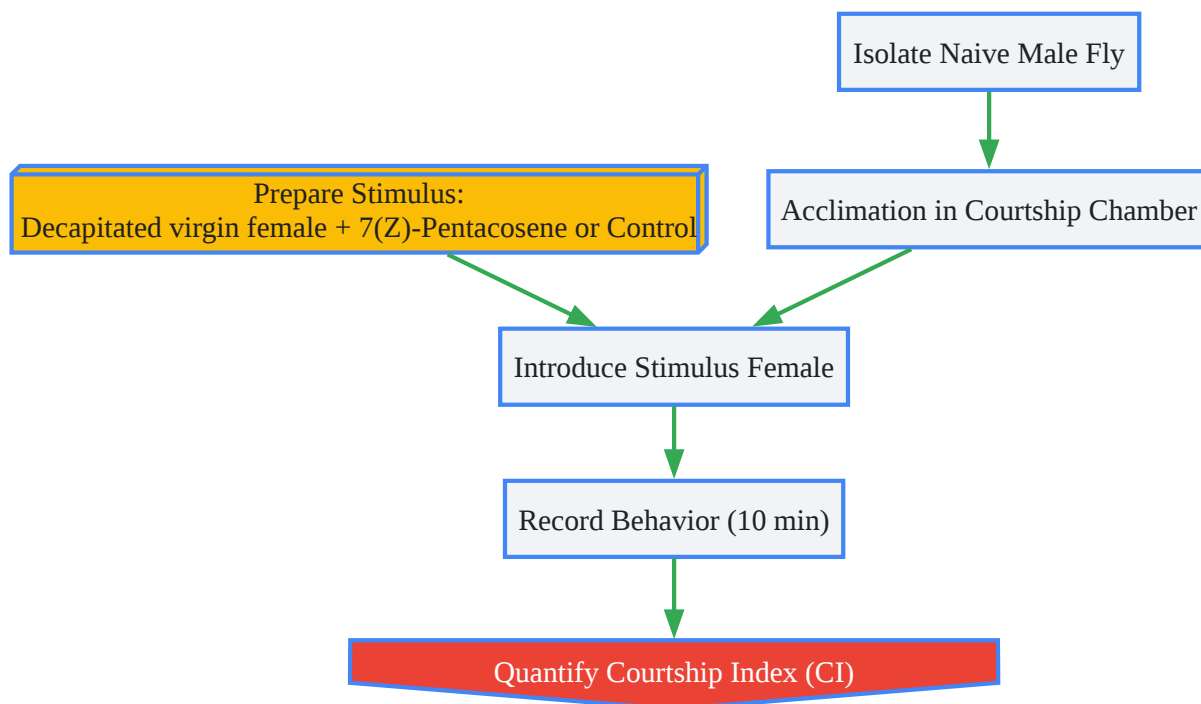 Isolate Naive Male Fly
Prepare Stimulus:
Decapitated virgin female + 7(Z)-Pentacosene or Control
Acclimation in Courtship Chamber
Introduce Stimulus Female
Record Behavior (10 min)
Quantify Courtship Index (CI)